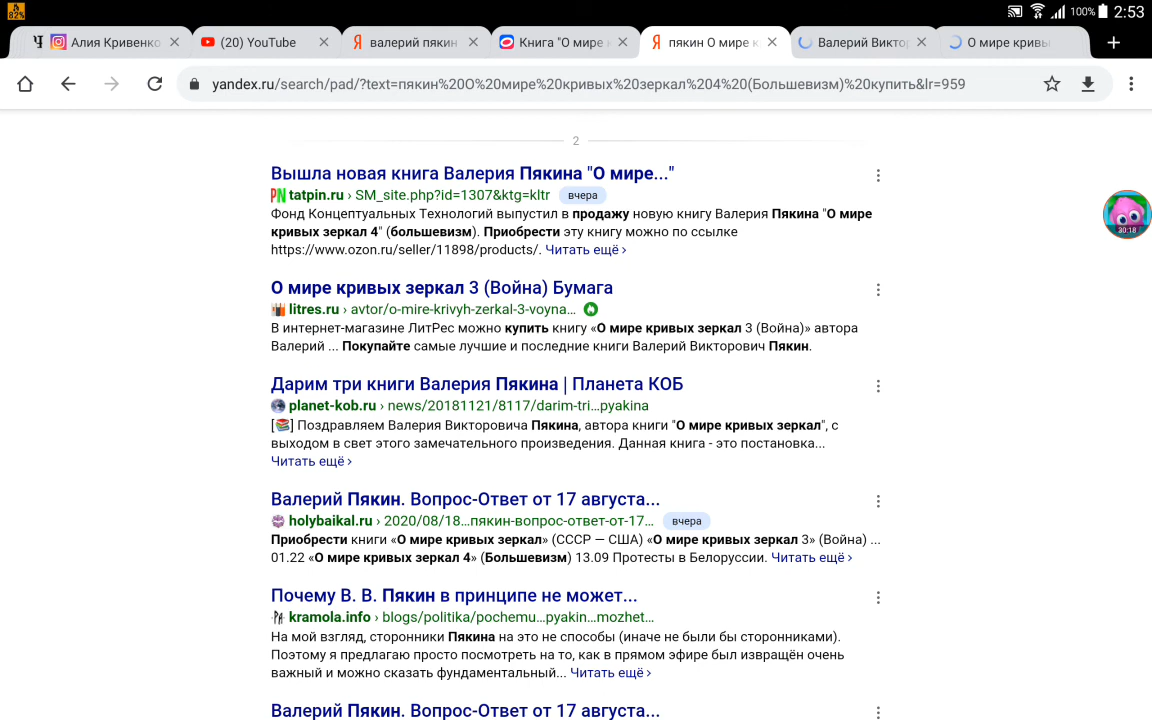 82%
100% 2:53
Алия Кривенко
(20) YouTube
валерий пякин
Книга "О мире
пякин О мире к
Валерий Виктор
О мире кривы
yandex.ru/search/pad/?text=пякин%20О%20мире%20кривых%20зеркал%204%20(Большевизм)%20купить&lr=959
2
Вышла новая книга Валерия Пякина "О мире..."
tatpin.ru › SM_site.php?id=1307&ktg=kltr вчера
Фонд Концептуальных Технологий выпустил в продажу новую книгу Валерия Пякина "О мире
кривых зеркал 4" (большевизм). Приобрести эту книгу можно по ссылке
https://www.ozon.ru/seller/11898/products/. Читать ещё ›
30:18
О мире кривых зеркал 3 (Война) Бумага
litres.ru › avtor/o-mire-krivyh-zerkal-3-voyna...
В интернет-магазине ЛитРес можно купить книгу «О мире кривых зеркал 3 (Война)» автора
Валерий ... Покупайте самые лучшие и последние книги Валерий Викторович Пякин.
Дарим три книги Валерия Пякина | Планета КОБ
planet-kob.ru › news/20181121/8117/darim-tri...pyakina
[📚] Поздравляем Валерия Викторовича Пякина, автора книги "О мире кривых зеркал", с
выходом в свет этого замечательного произведения. Данная книга - это постановка...
Читать ещё ›
Валерий Пякин. Вопрос-Ответ от 17 августа...
holybaikal.ru › 2020/08/18...пякин-вопрос-ответ-от-17... вчера
Приобрести книги «О мире кривых зеркал» (СССР — США) «О мире кривых зеркал 3» (Война) ...
01.22 «О мире кривых зеркал 4» (Большевизм) 13.09 Протесты в Белоруссии. Читать ещё ›
Почему В. В. Пякин в принципе не может...
kramola.info › blogs/politika/pochemu...pyakin...mozhet...
На мой взгляд, сторонники Пякина на это не способы (иначе не были бы сторонниками).
Поэтому я предлагаю просто посмотреть на то, как в прямом эфире был извращён очень
важный и можно сказать фундаментальный... Читать ещё ›
Валерий Пякин. Вопрос-Ответ от 17 августа...